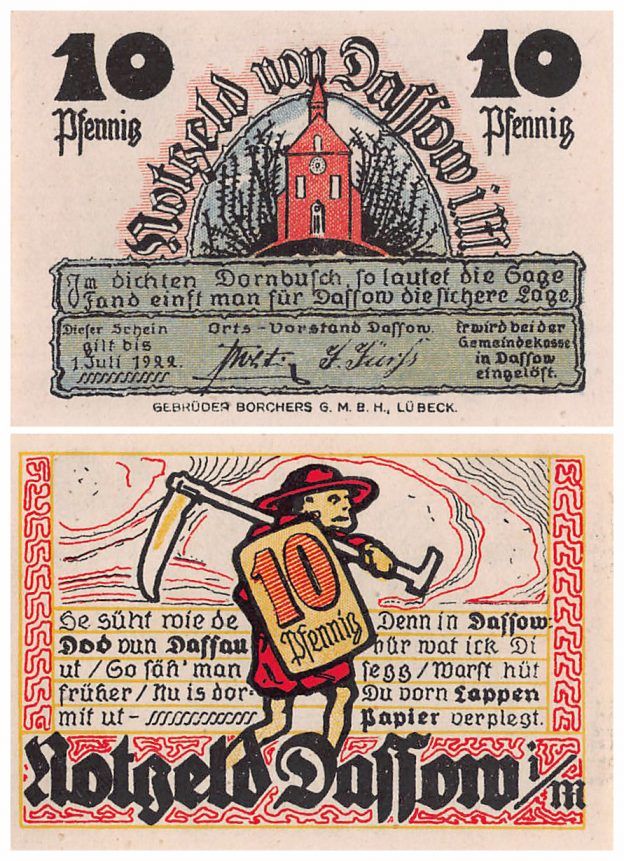 10
Pfennig
Notgeld von Dassow i/M
10
Pfennig
Im dichten Dornbusch, so lautet die Sage
Fand einst man für Dassow die sichere Lage.
Dieser Schein
gilt bis
1. Juli 1922.
Orts-Vorstand Dassow.
Er wird bei der
Gemeindekasse
in Dassow
eingelöst.
GEBRÜDER BORCHERS G. M. B. H., LÜBECK.
10
Pfennig
He süht wie de
Dod vun Dassau
ut / So säh' man
früher / Nu is dor-
mit ut -
Denn in Dassow:
hür wat ick Di
segg / Warst hüt
Du vorn Lappen
Papier verplegt.
Notgeld Dassow i/M